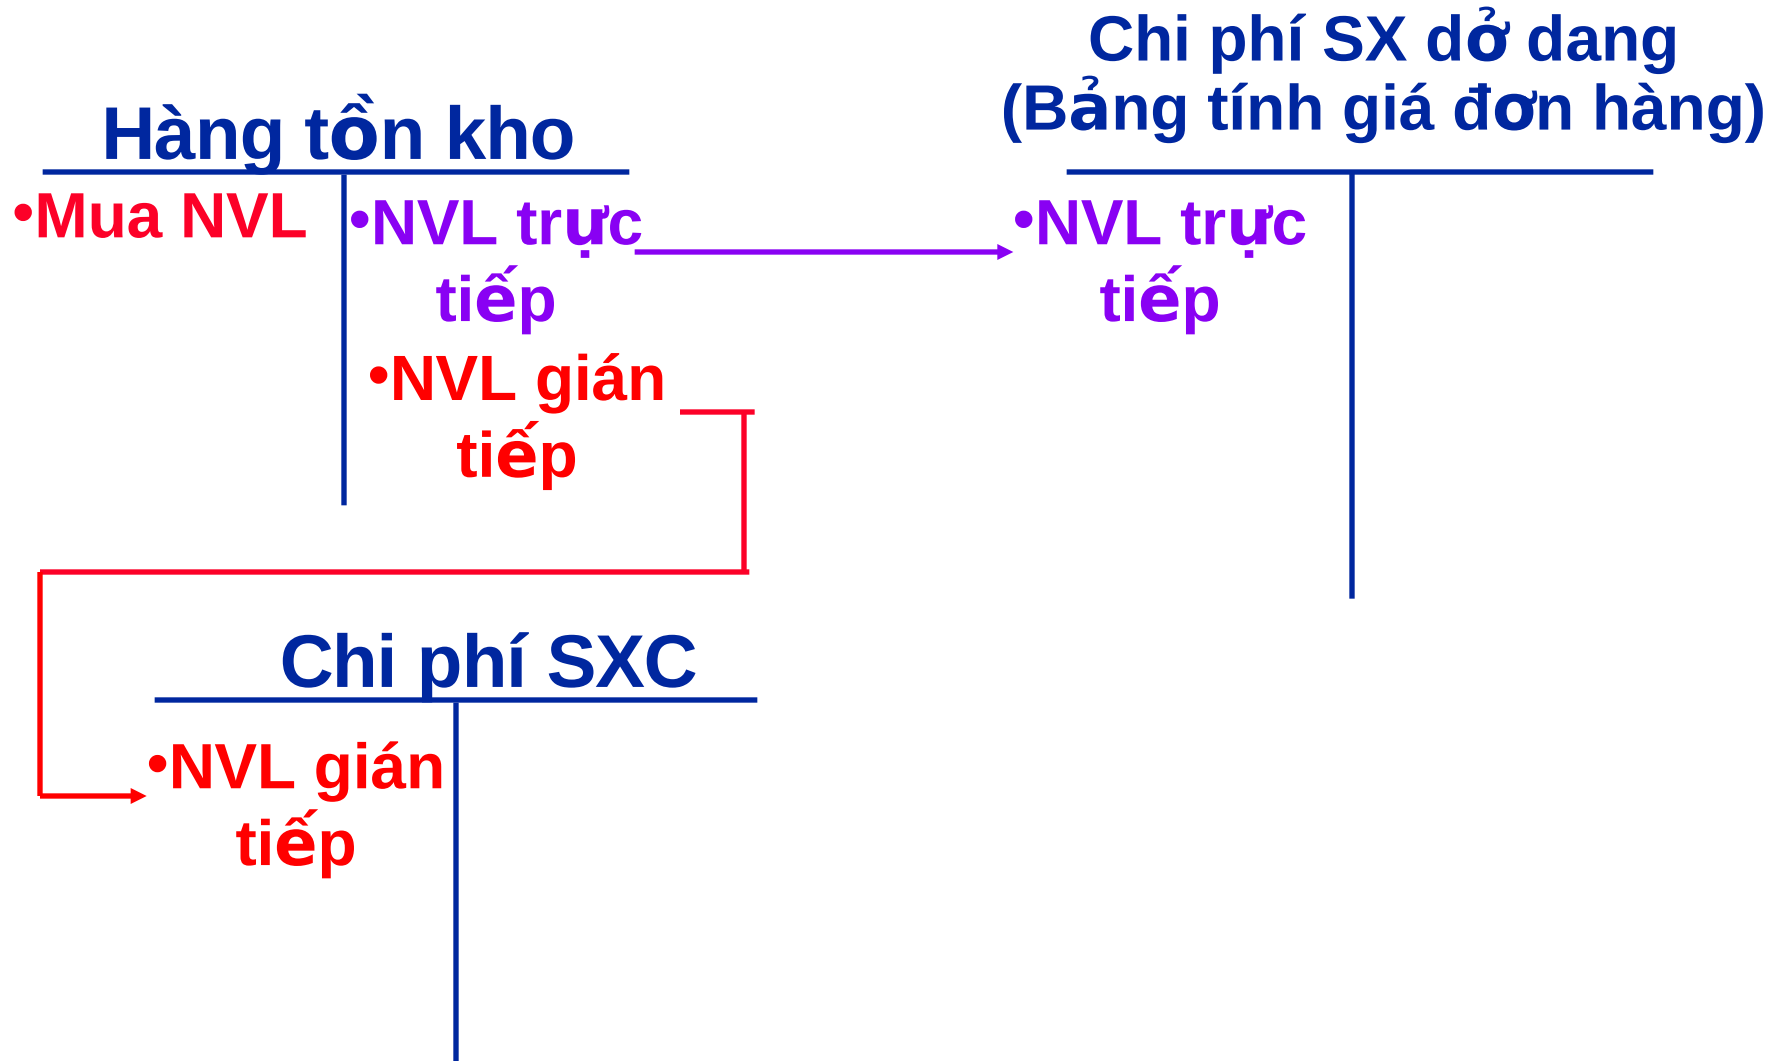 Chi phí SX dở dang
(Bảng tính giá đơn hàng)
Hàng tồn kho
•Mua NVL
•NVL trực
tiếp
•NVL gián
tiếp
•NVL trực
tiếp
Chi phí SXC
•NVL gián
tiếp